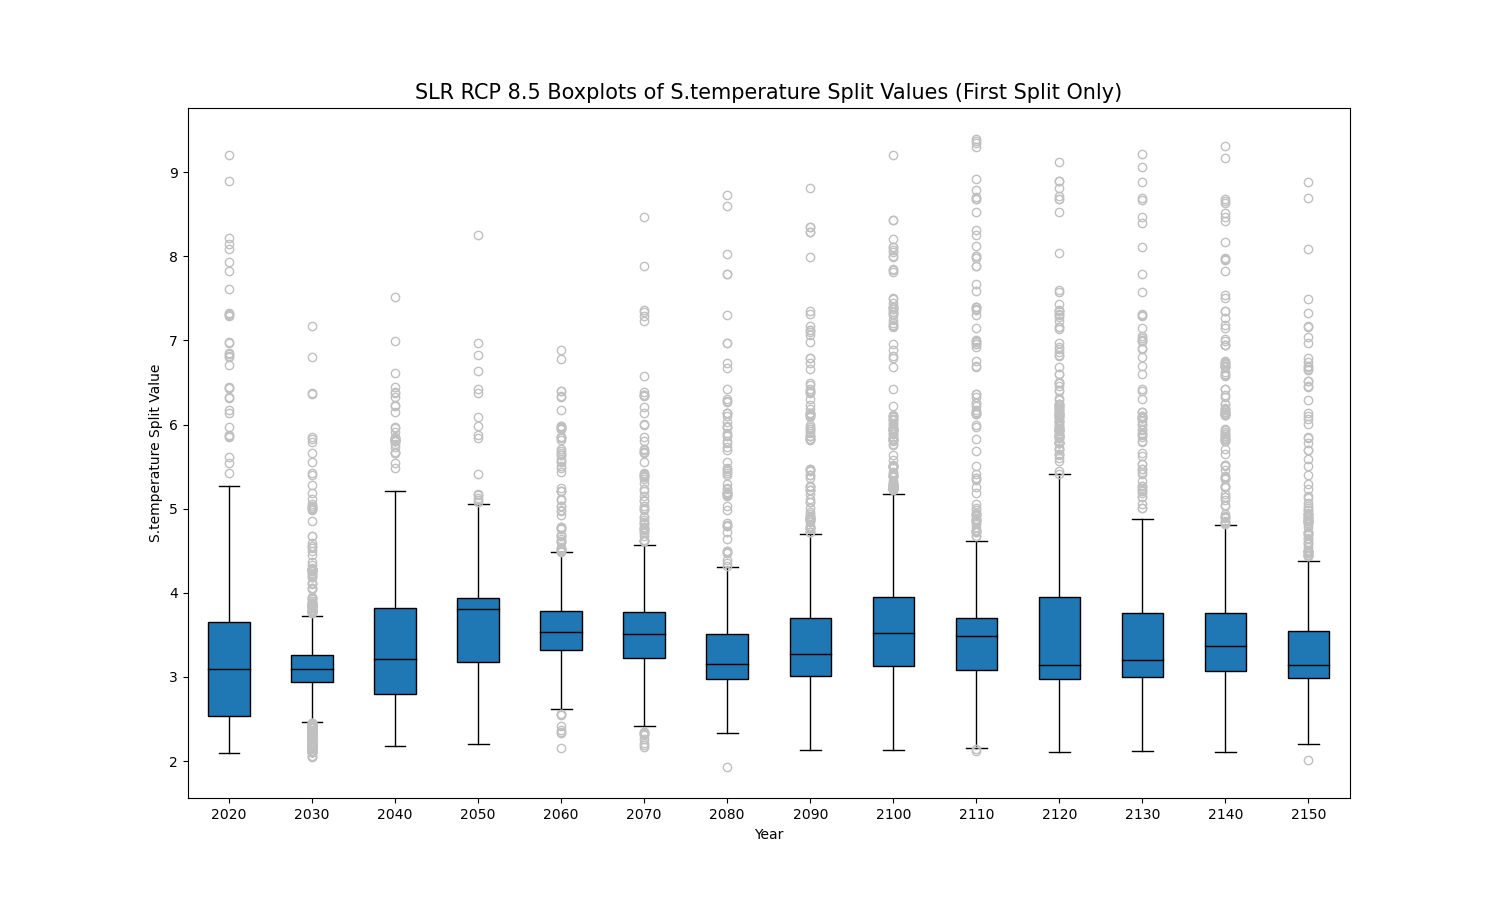 SLR RCP 8.5 Boxplots of S.temperature Split Values (First Split Only)
S.temperature Split Value
9
8
7
6
5
4
3
2
2020 2030 2040 2050 2060 2070 2080 2090 2100 2110 2120 2130 2140 2150
Year